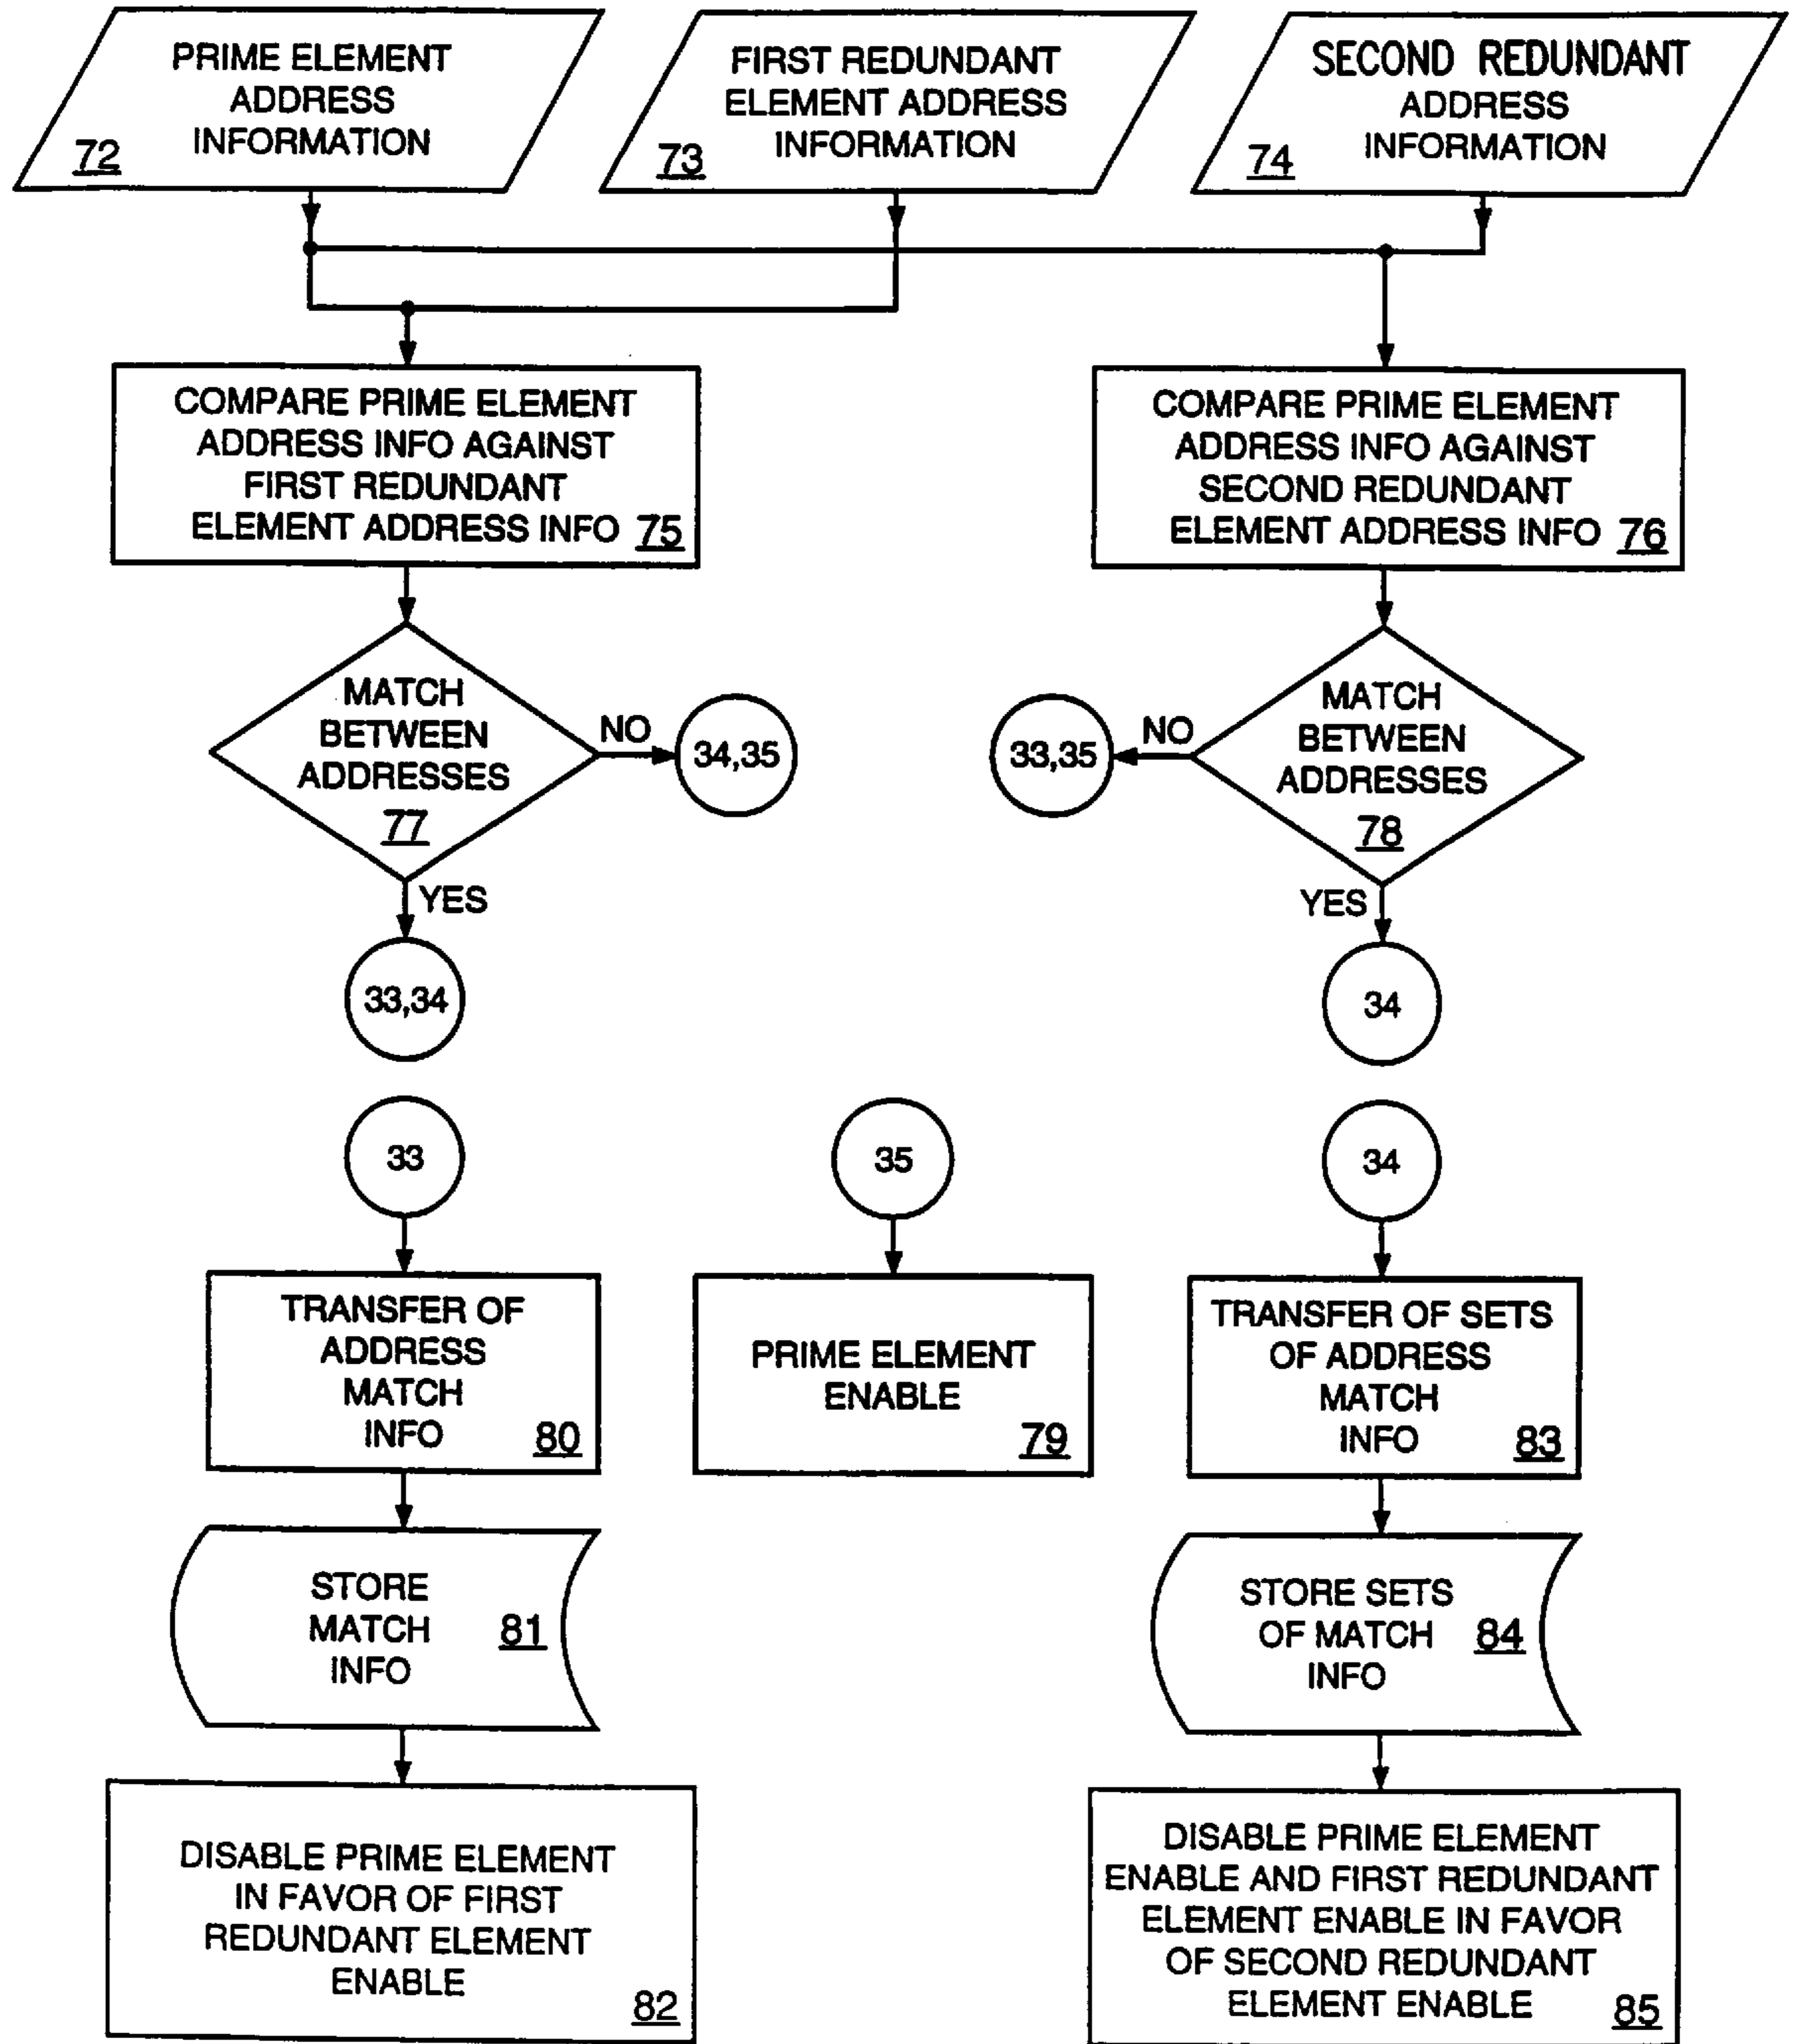 PRIME ELEMENT
ADDRESS
INFORMATION
72
FIRST REDUNDANT
ELEMENT ADDRESS
INFORMATION
73
SECOND REDUNDANT
ADDRESS
INFORMATION
74
COMPARE PRIME ELEMENT
ADDRESS INFO AGAINST
FIRST REDUNDANT
ELEMENT ADDRESS INFO 75
COMPARE PRIME ELEMENT
ADDRESS INFO AGAINST
SECOND REDUNDANT
ELEMENT ADDRESS INFO 76
MATCH
BETWEEN
ADDRESSES
77
NO
34,35
YES
33,34
MATCH
BETWEEN
ADDRESSES
78
NO
33,35
YES
34
33
35
34
TRANSFER OF
ADDRESS
MATCH
INFO 80
PRIME ELEMENT
ENABLE
79
TRANSFER OF SETS
OF ADDRESS
MATCH
INFO 83
STORE
MATCH 81
INFO
STORE SETS
OF MATCH 84
INFO
DISABLE PRIME ELEMENT
IN FAVOR OF FIRST
REDUNDANT ELEMENT
ENABLE
82
DISABLE PRIME ELEMENT
ENABLE AND FIRST REDUNDANT
ELEMENT ENABLE IN FAVOR
OF SECOND REDUNDANT
ELEMENT ENABLE 85